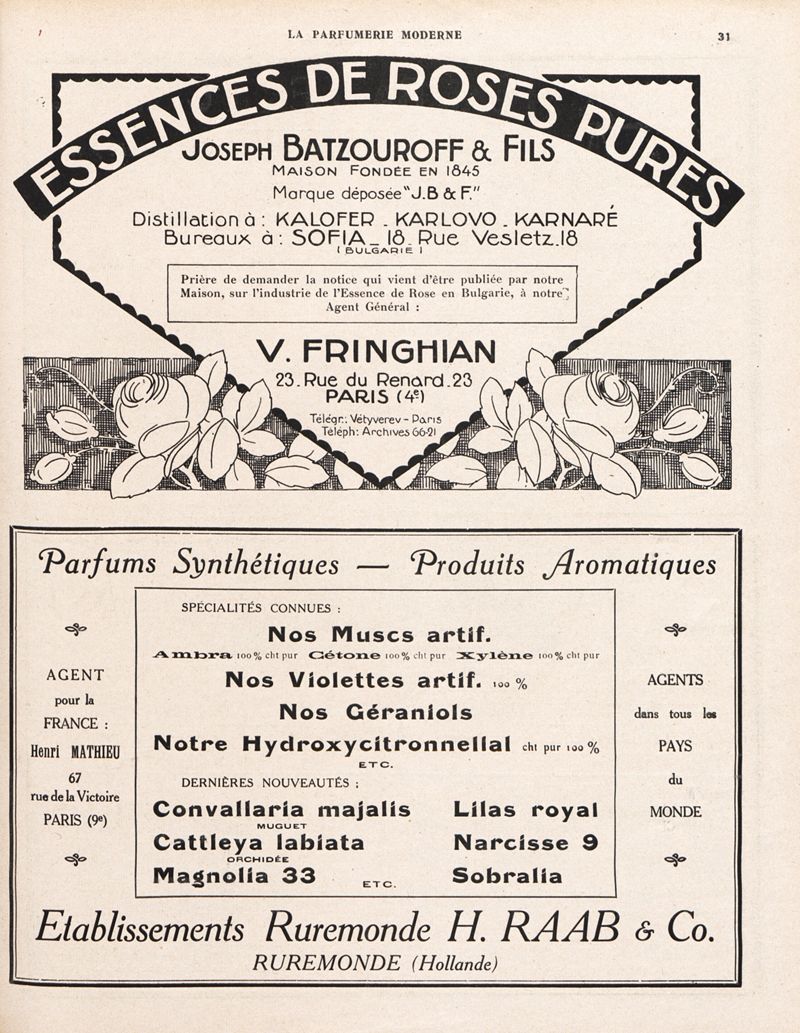 LA PARFUMERIE MODERNE
31
ESSENCES DE ROSES PURES
JOSEPH BATZOUROFF & FILS
MAISON FONDÉE EN 1845
Marque déposée "J.B & F."
Distillation à : KALOFER - KARLOVO - KARNARÉ
Bureaux à : SOFIA - 18. Rue Vesletz.18
(BULGARIE)
Prière de demander la notice qui vient d'être publiée par notre
Maison, sur l'industrie de l'Essence de Rose en Bulgarie, à notre
Agent Général :
V. FRINGHIAN
23.Rue du Renard.23
PARIS (4e)
Télégr.: Vétyverev - Paris
Téléph: Archives 66-21
Parfums Synthétiques — Produits Aromatiques
AGENT
pour la
FRANCE :
Henri MATHIEU
67
rue de la Victoire
PARIS (9e)
SPÉCIALITÉS CONNUES :
Nos Muscs artif.
Ambra 100 % cht pur Cétone 100 % cht pur Xylène 100 % cht pur
Nos Violettes artif. 100 %
Nos Géraniols
Notre Hydroxycitronnellal cht pur 100 %
ETC.
DERNIÈRES NOUVEAUTÉS :
Convallaria majalis Lilas royal
MUGUET
Cattleya labiata Narcisse 9
ORCHIDÉE
Magnolia 33 ETC. Sobralia
AGENTS
dans tous les
PAYS
du
MONDE
Etablissements Ruremonde H. RAAB & Co.
RUREMONDE (Hollande)